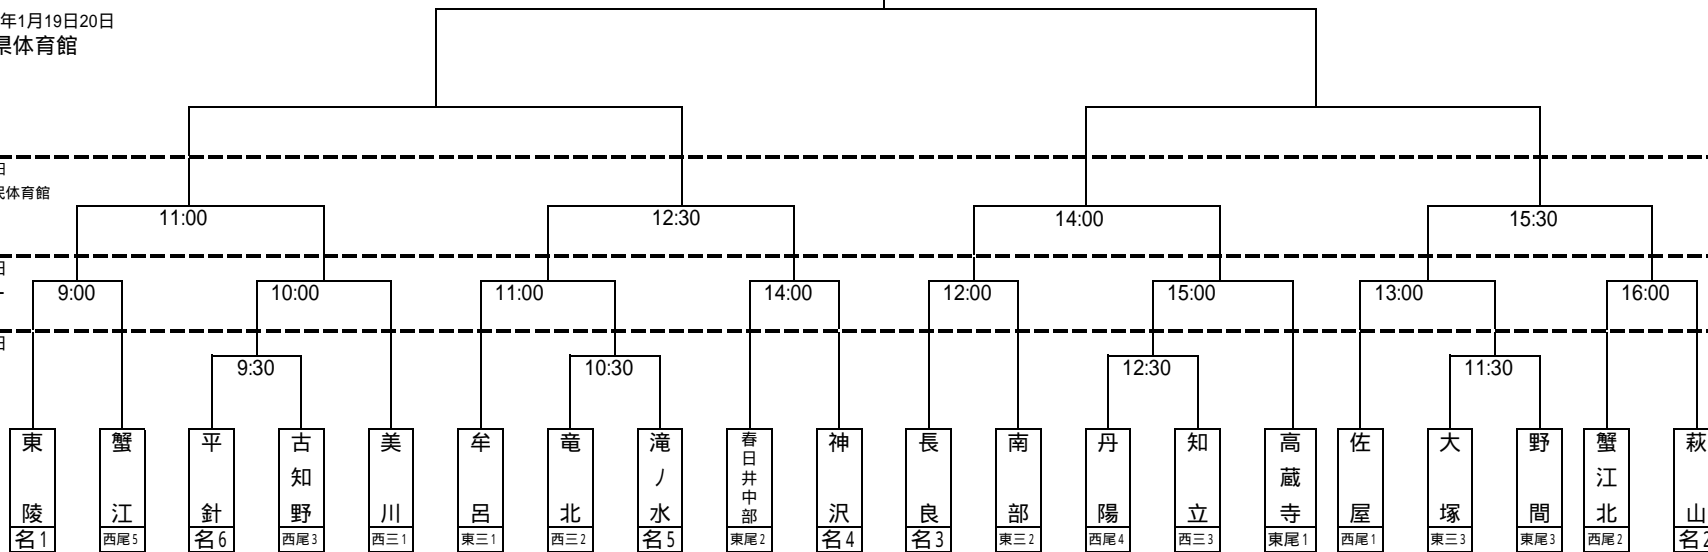 年1月19日20日
県体育館
日
民体育館
11:00 12:30 14:00 15:30
日
9:00 10:00 11:00 14:00 12:00 15:00 13:00 16:00
日
9:30 10:30 12:30 11:30
東陵 蟹江 平針 古知野 美川 牟呂 竜北 滝ノ水 春日井中部 神沢 長良 南部 丹陽 知立 高蔵寺 佐屋 大塚 野間 蟹江北 萩山
名1 西尾5 名6 西尾3 西三1 東三1 西三2 名5 東尾2 名4 名3 東三2 西尾4 西三3 東尾1 西尾1 東三3 東尾3 西尾2 名2